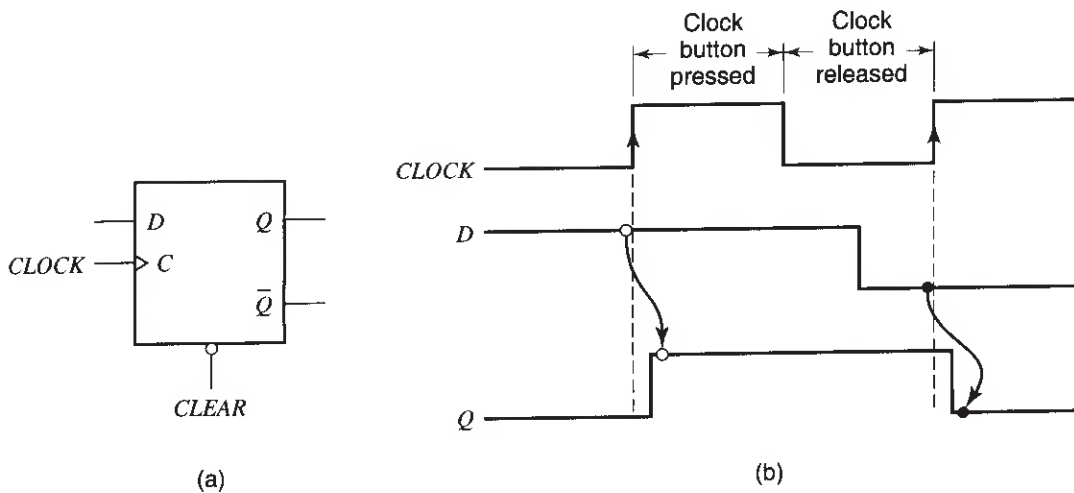 Clock
button
pressed
Clock
button
released
CLOCK
D
Q
D
Q
CLOCK
C
Q̅
CLEAR
(a)
(b)